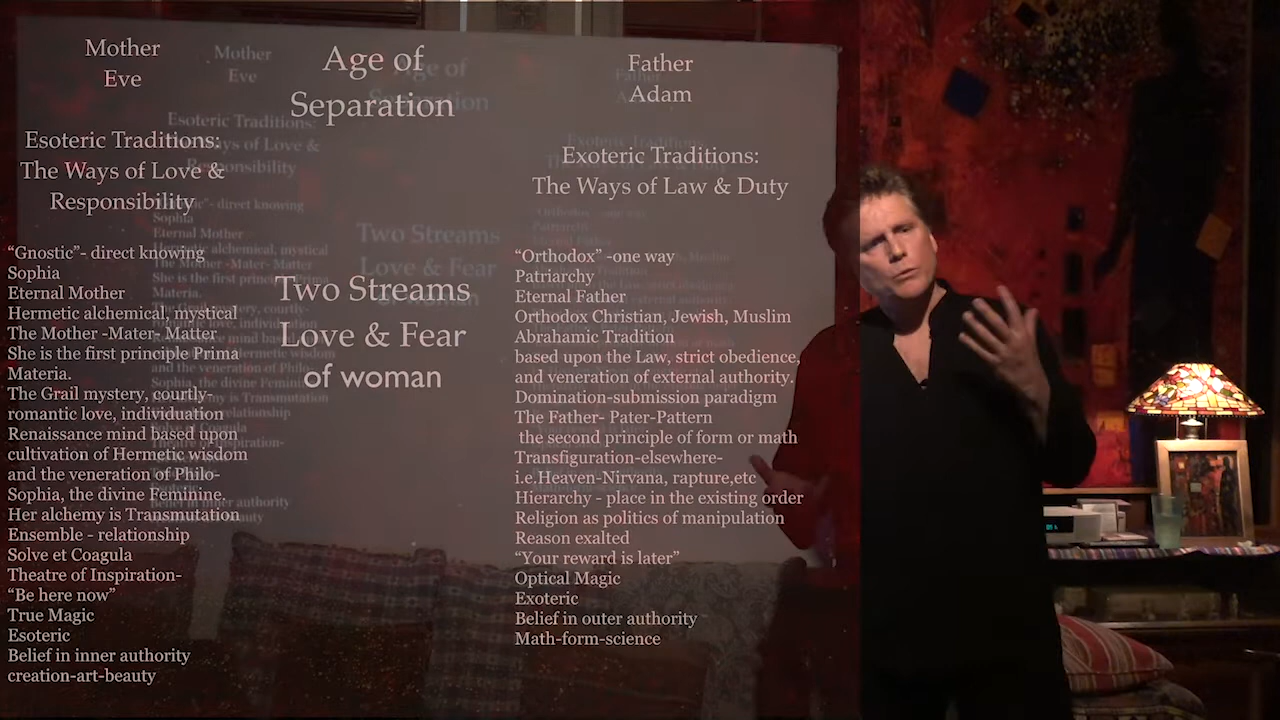 Mother
Eve
Esoteric Traditions:
The Ways of Love &
Responsibility
“Gnostic”- direct knowing
Sophia
Eternal Mother
Hermetic alchemical, mystical
The Mother -Mater- Matter
She is the first principle Prima
Materia.
The Grail mystery, courtly-
romantic love, individuation
Renaissance mind based upon
cultivation of Hermetic wisdom
and the veneration of Philo-
Sophia, the divine Feminine.
Her alchemy is Transmutation
Ensemble - relationship
Solve et Coagula
Theatre of Inspiration-
“Be here now”
True Magic
Esoteric
Belief in inner authority
creation-art-beauty
Age of
Separation
Two Streams
Love & Fear
of woman
Father
Adam
Exoteric Traditions:
The Ways of Law & Duty
“Orthodox” -one way
Patriarchy
Eternal Father
Orthodox Christian, Jewish, Muslim
Abrahamic Tradition
based upon the Law, strict obedience,
and veneration of external authority.
Domination-submission paradigm
The Father- Pater-Pattern
the second principle of form or math
Transfiguration-elsewhere-
i.e.Heaven-Nirvana, rapture,etc
Hierarchy - place in the existing order
Religion as politics of manipulation
Reason exalted
“Your reward is later”
Optical Magic
Exoteric
Belief in outer authority
Math-form-science